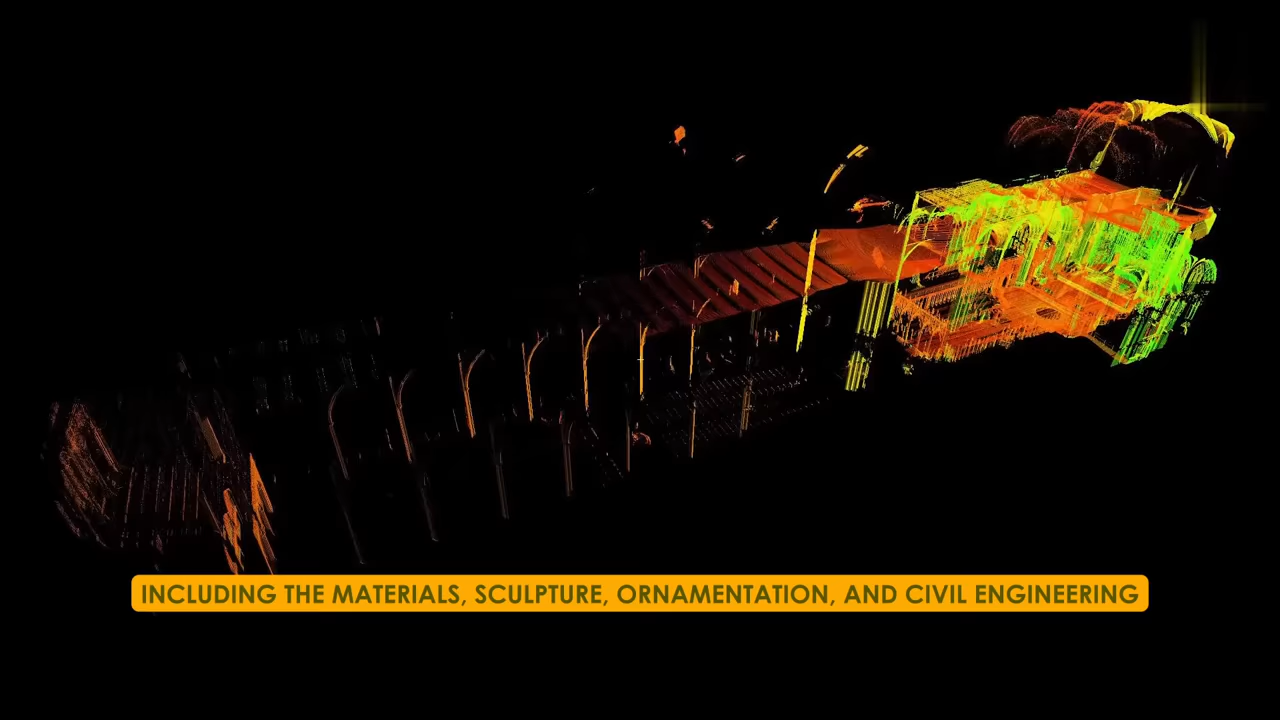 INCLUDING THE MATERIALS, SCULPTURE, ORNAMENTATION, AND CIVIL ENGINEERING